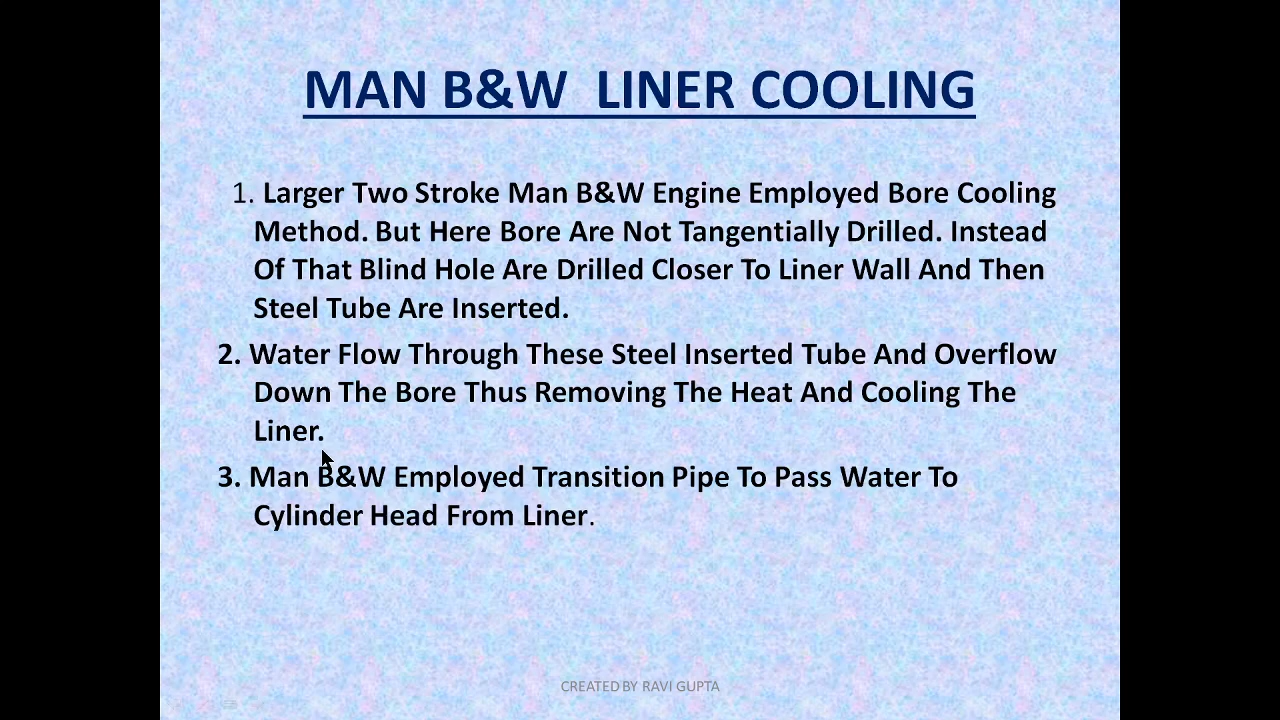 MAN B&W  LINER COOLING
1. Larger Two Stroke Man B&W Engine Employed Bore Cooling
Method. But Here Bore Are Not Tangentially Drilled. Instead
Of That Blind Hole Are Drilled Closer To Liner Wall And Then
Steel Tube Are Inserted.
2. Water Flow Through These Steel Inserted Tube And Overflow
Down The Bore Thus Removing The Heat And Cooling The
Liner.
3. Man B&W Employed Transition Pipe To Pass Water To
Cylinder Head From Liner.
CREATED BY RAVI GUPTA